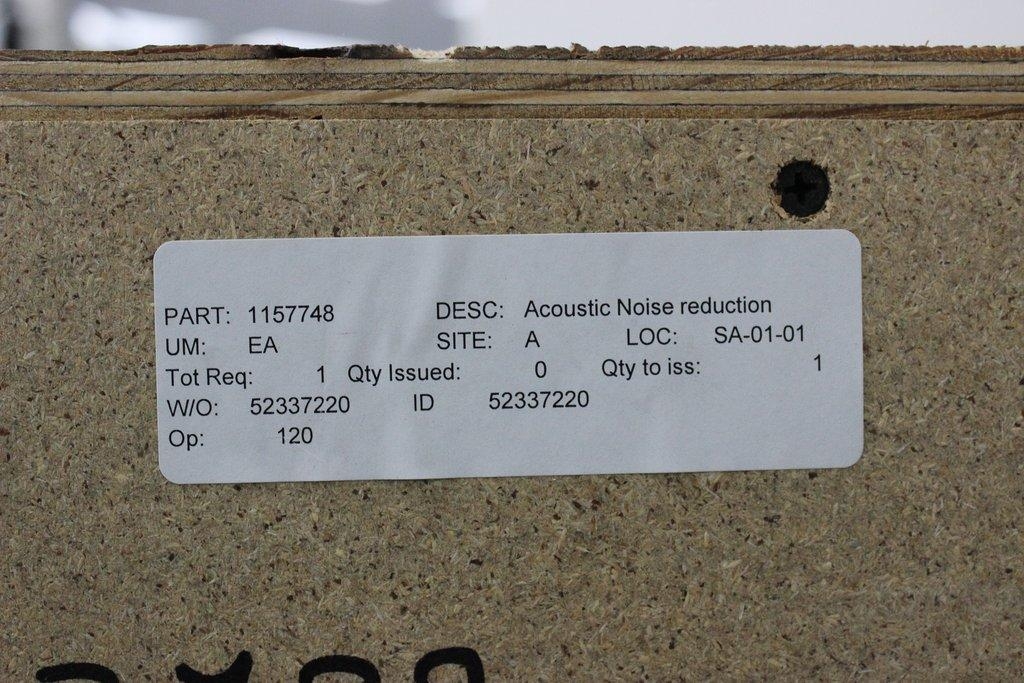 PART: 1157748 DESC: Acoustic Noise reduction
UM: EA SITE: A LOC: SA-01-01
Tot Req: 1 Qty Issued: 0 Qty to iss: 1
W/O: 52337220 ID 52337220
Op: 120